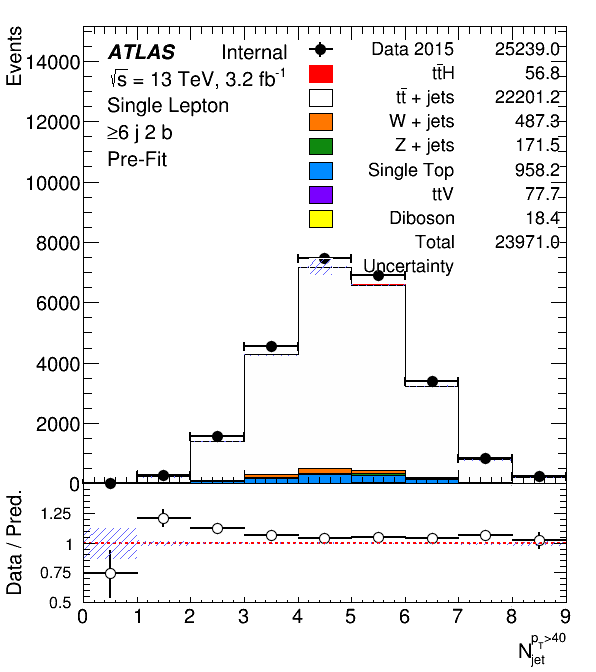 Events
14000
12000
10000
8000
6000
4000
2000
0
ATLAS Internal
√s = 13 TeV, 3.2 fb⁻¹
Single Lepton
≥6 j 2 b
Pre-Fit
Data 2015 25239.0
tt̄H 56.8
tt̄ + jets 22201.2
W + jets 487.3
Z + jets 171.5
Single Top 958.2
ttV 77.7
Diboson 18.4
Total 23971.0
Uncertainty
Data / Pred.
1.25
1
0.75
0.5
0 1 2 3 4 5 6 7 8 9
N_jet^{p_T>40}